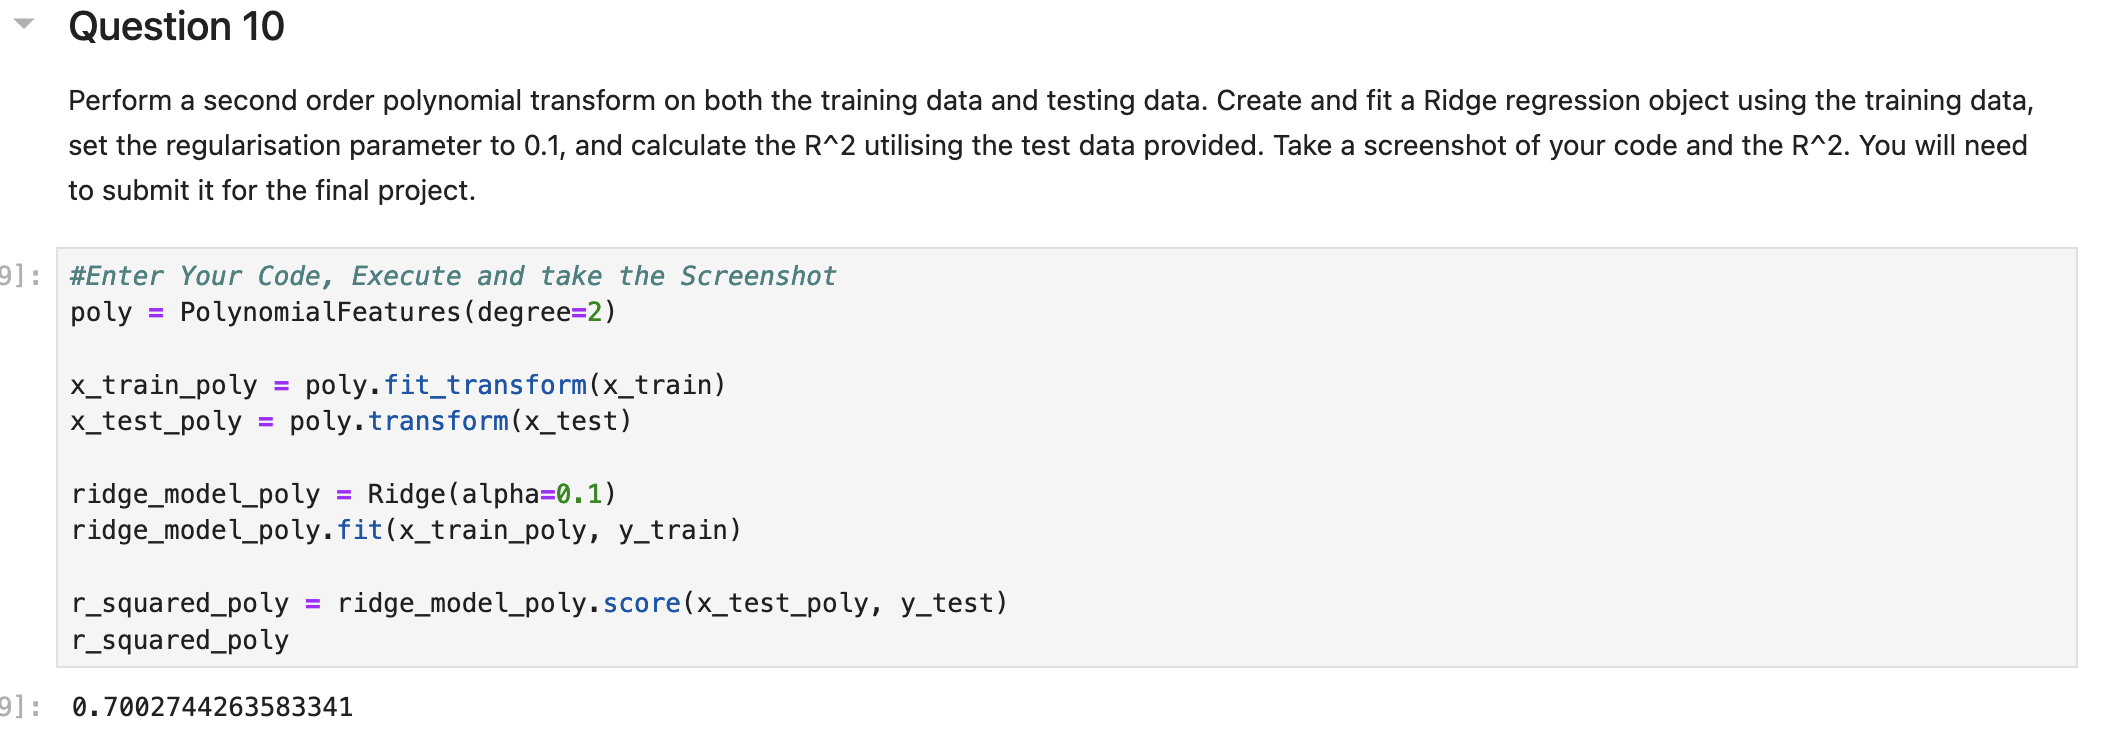 Question 10
Perform a second order polynomial transform on both the training data and testing data. Create and fit a Ridge regression object using the training data,
set the regularisation parameter to 0.1, and calculate the R^2 utilising the test data provided. Take a screenshot of your code and the R^2. You will need
to submit it for the final project.
9]: #Enter Your Code, Execute and take the Screenshot
poly = PolynomialFeatures(degree=2)
x_train_poly = poly.fit_transform(x_train)
x_test_poly = poly.transform(x_test)
ridge_model_poly = Ridge(alpha=0.1)
ridge_model_poly.fit(x_train_poly, y_train)
r_squared_poly = ridge_model_poly.score(x_test_poly, y_test)
r_squared_poly
9]: 0.7002744263583341